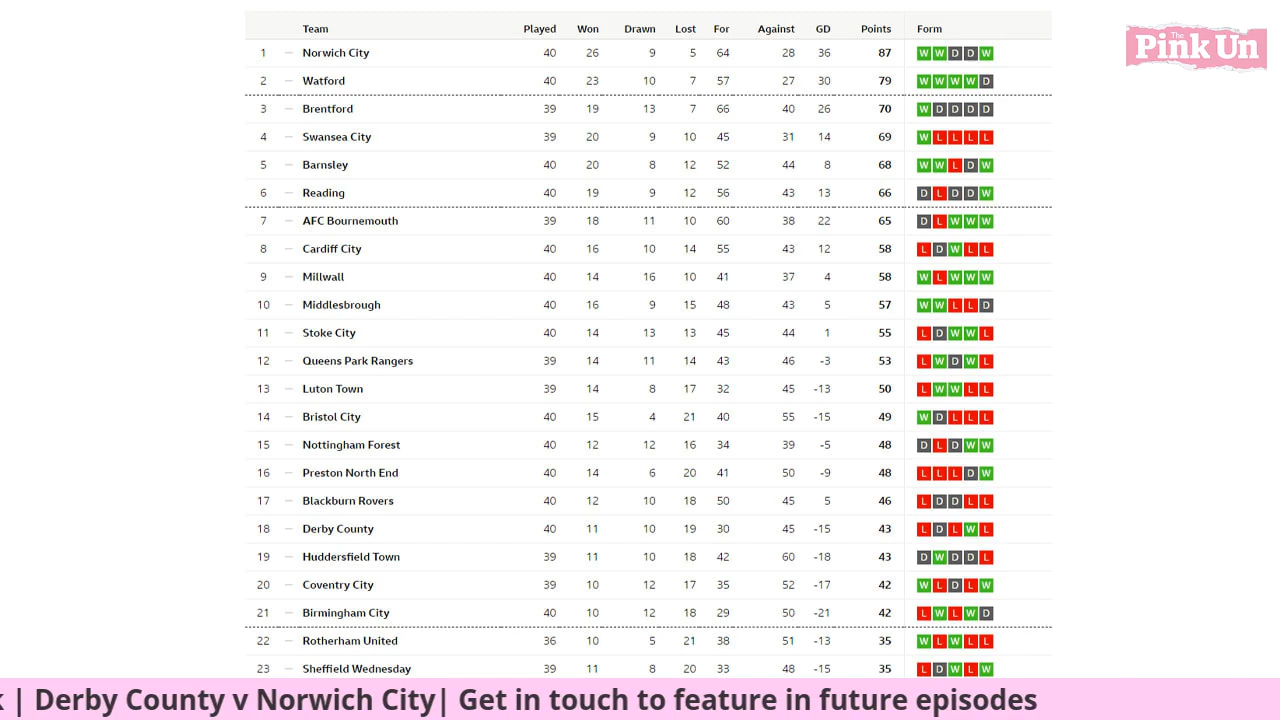 Team Played Won Drawn Lost For Against GD Points Form
The
Pink Un
1 Norwich City 40 26 9 5 64 28 36 87 W W D D W
2 Watford 40 23 10 7 57 27 30 79 W W W W D
3 Brentford 39 19 13 7 66 40 26 70 W D D D D
4 Swansea City 39 20 9 10 45 31 14 69 W L L L L
5 Barnsley 40 20 8 12 52 44 8 68 W W L D W
6 Reading 40 19 9 12 56 43 13 66 D L D D W
7 AFC Bournemouth 39 18 11 10 60 38 22 65 D L W W W
8 Cardiff City 40 16 10 14 55 43 12 58 L D W L L
9 Millwall 40 14 16 10 41 37 4 58 W L W W W
10 Middlesbrough 40 16 9 15 48 43 5 57 W W L L D
11 Stoke City 40 14 13 13 45 44 1 55 L D W W L
12 Queens Park Rangers 39 14 11 14 43 46 -3 53 L W D W L
13 Luton Town 39 14 8 17 32 45 -13 50 L W W L L
14 Bristol City 40 15 4 21 40 55 -15 49 W D L L L
15 Nottingham Forest 40 12 12 16 34 39 -5 48 D L D W W
16 Preston North End 40 14 6 20 41 50 -9 48 L L L D W
17 Blackburn Rovers 40 12 10 18 52 45 7 46 L D D L L
18 Derby County 40 11 10 19 30 45 -15 43 L D L W L
19 Huddersfield Town 39 11 10 18 42 60 -18 43 D W D D L
20 Coventry City 39 10 12 17 35 52 -17 42 W L D L W
21 Birmingham City 39 10 12 17 29 50 -21 42 L W L W D
22 Rotherham United 36 10 5 21 38 51 -13 35 W L W L L
23 Sheffield Wednesday 39 11 8 20 33 48 -15 35 L D W L W
| Derby County v Norwich City| Get in touch to feature in future episodes